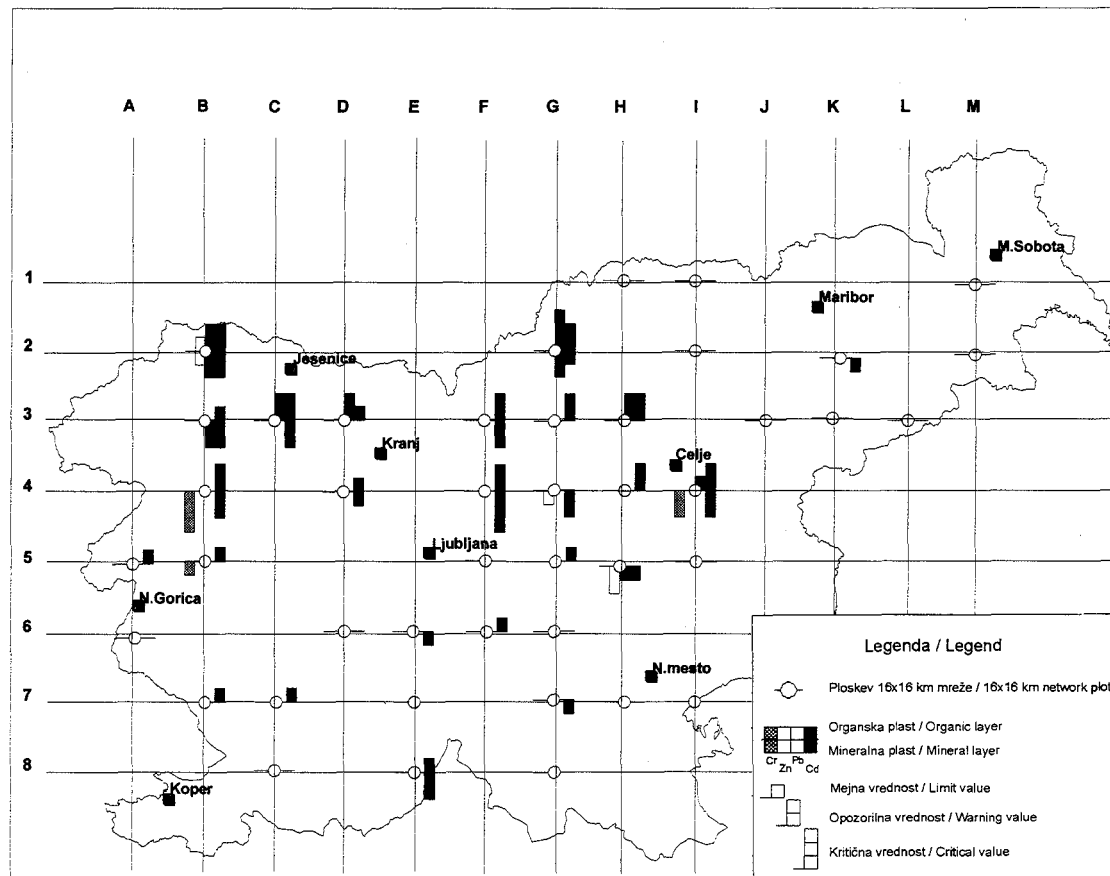 A B C D E F G H I J K L M
M.Sobota
1
Maribor
2
Jesenice
3
Kranj
Celje
4
Ljubljana
5
N.Gorica
6
Legenda / Legend
N.mesto
Ploskev 16x16 km mreže / 16x16 km network plot
7
Organska plast / Organic layer
Mineralna plast / Mineral layer
Cr Zn Pb Cd
8
Mejna vrednost / Limit value
Koper
Opozorilna vrednost / Warning value
Kritična vrednost / Critical value